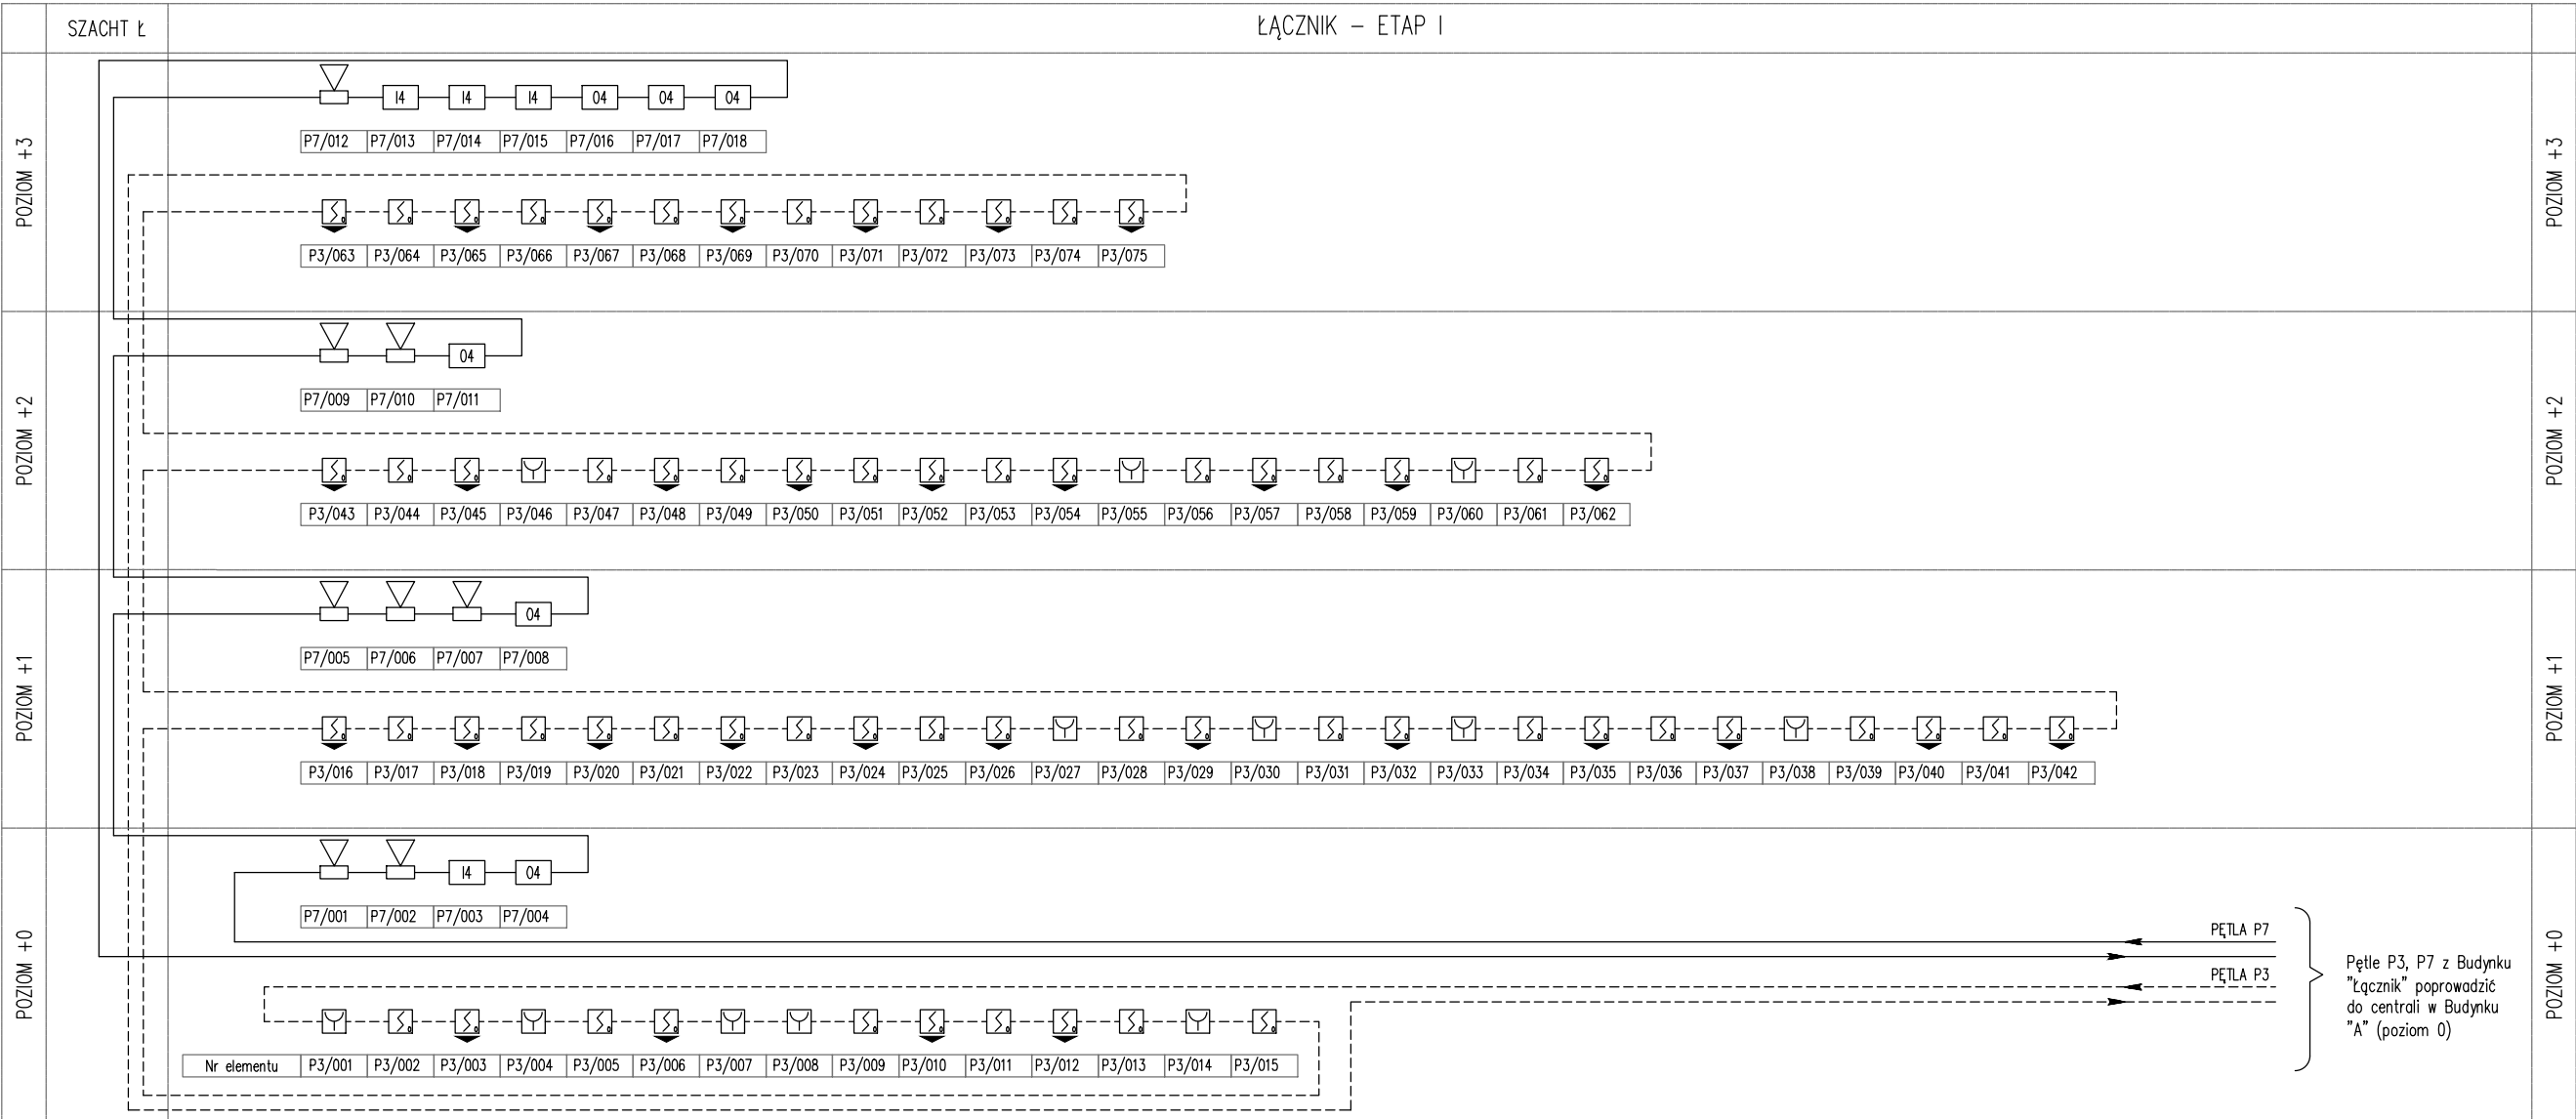 SZACHT Ł
ŁĄCZNIK – ETAP I
POZIOM +3
I4 I4 I4 04 04 04
P7/012 P7/013 P7/014 P7/015 P7/016 P7/017 P7/018
P3/063 P3/064 P3/065 P3/066 P3/067 P3/068 P3/069 P3/070 P3/071 P3/072 P3/073 P3/074 P3/075
POZIOM +3
POZIOM +2
04
P7/009 P7/010 P7/011
P3/043 P3/044 P3/045 P3/046 P3/047 P3/048 P3/049 P3/050 P3/051 P3/052 P3/053 P3/054 P3/055 P3/056 P3/057 P3/058 P3/059 P3/060 P3/061 P3/062
POZIOM +2
POZIOM +1
04
P7/005 P7/006 P7/007 P7/008
P3/016 P3/017 P3/018 P3/019 P3/020 P3/021 P3/022 P3/023 P3/024 P3/025 P3/026 P3/027 P3/028 P3/029 P3/030 P3/031 P3/032 P3/033 P3/034 P3/035 P3/036 P3/037 P3/038 P3/039 P3/040 P3/041 P3/042
POZIOM +1
POZIOM +0
I4 04
P7/001 P7/002 P7/003 P7/004
PĘTLA P7
PĘTLA P3
Nr elementu P3/001 P3/002 P3/003 P3/004 P3/005 P3/006 P3/007 P3/008 P3/009 P3/010 P3/011 P3/012 P3/013 P3/014 P3/015
Pętle P3, P7 z Budynku
"Łącznik" poprowadzić
do centrali w Budynku
"A" (poziom 0)
POZIOM +0